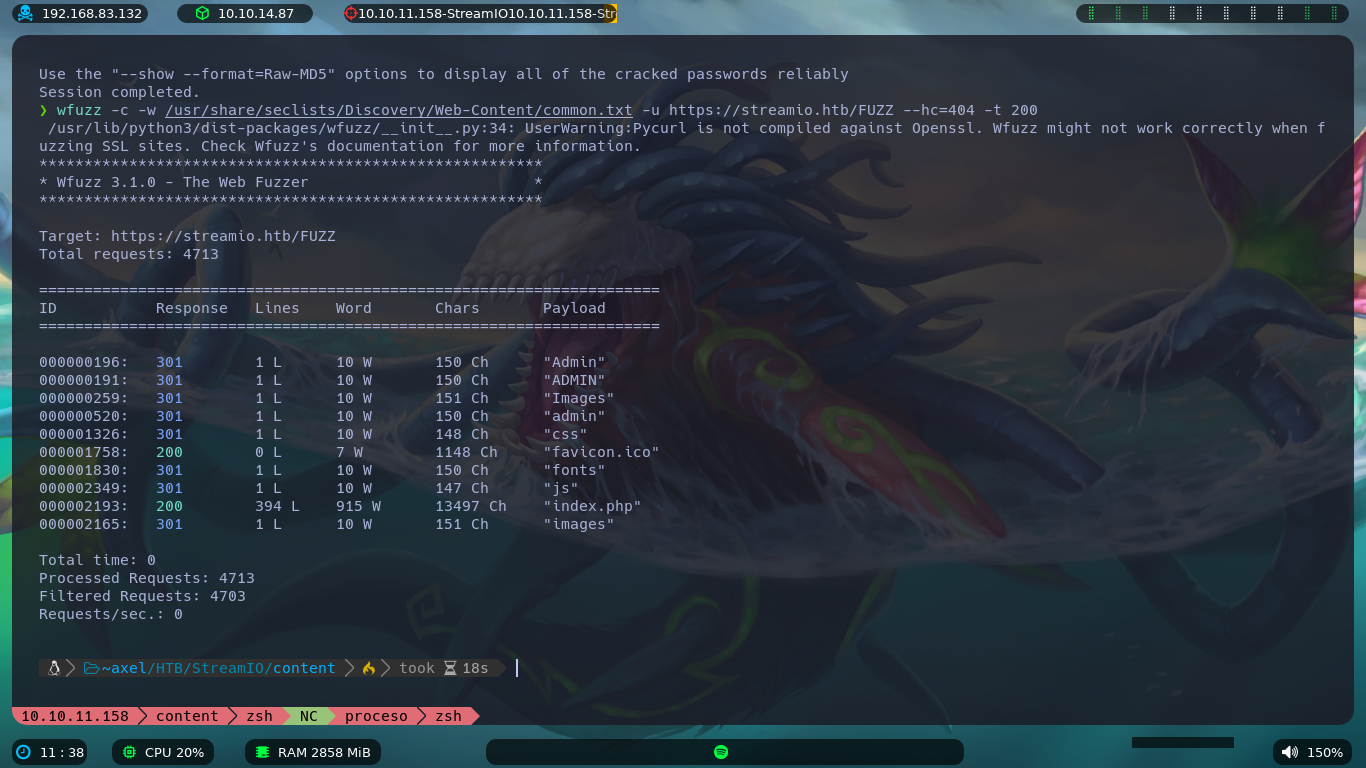 192.168.83.132
10.10.14.87
10.10.11.158-StreamIO10.10.11.158-Str
Use the "--show --format=Raw-MD5" options to display all of the cracked passwords reliably
Session completed.
❯ wfuzz -c -w /usr/share/seclists/Discovery/Web-Content/common.txt -u https://streamio.htb/FUZZ --hc=404 -t 200
/usr/lib/python3/dist-packages/wfuzz/__init__.py:34: UserWarning:Pycurl is not compiled against Openssl. Wfuzz might not work correctly when f
uzzing SSL sites. Check Wfuzz's documentation for more information.
********************************************************
* Wfuzz 3.1.0 - The Web Fuzzer                         *
********************************************************
Target: https://streamio.htb/FUZZ
Total requests: 4713
=====================================================================
ID           Response   Lines    Word       Chars       Payload
=====================================================================
000000196:   301        1 L      10 W       150 Ch      "Admin"
000000191:   301        1 L      10 W       150 Ch      "ADMIN"
000000259:   301        1 L      10 W       151 Ch      "Images"
000000520:   301        1 L      10 W       150 Ch      "admin"
000001326:   301        1 L      10 W       148 Ch      "css"
000001758:   200        0 L      7 W        1148 Ch     "favicon.ico"
000001830:   301        1 L      10 W       150 Ch      "fonts"
000002349:   301        1 L      10 W       147 Ch      "js"
000002193:   200        394 L    915 W      13497 Ch    "index.php"
000002165:   301        1 L      10 W       151 Ch      "images"
Total time: 0
Processed Requests: 4713
Filtered Requests: 4703
Requests/sec.: 0
~axel/HTB/StreamIO/content took 18s
10.10.11.158 content zsh NC proceso zsh
11 : 38
CPU 20%
RAM 2858 MiB
150%